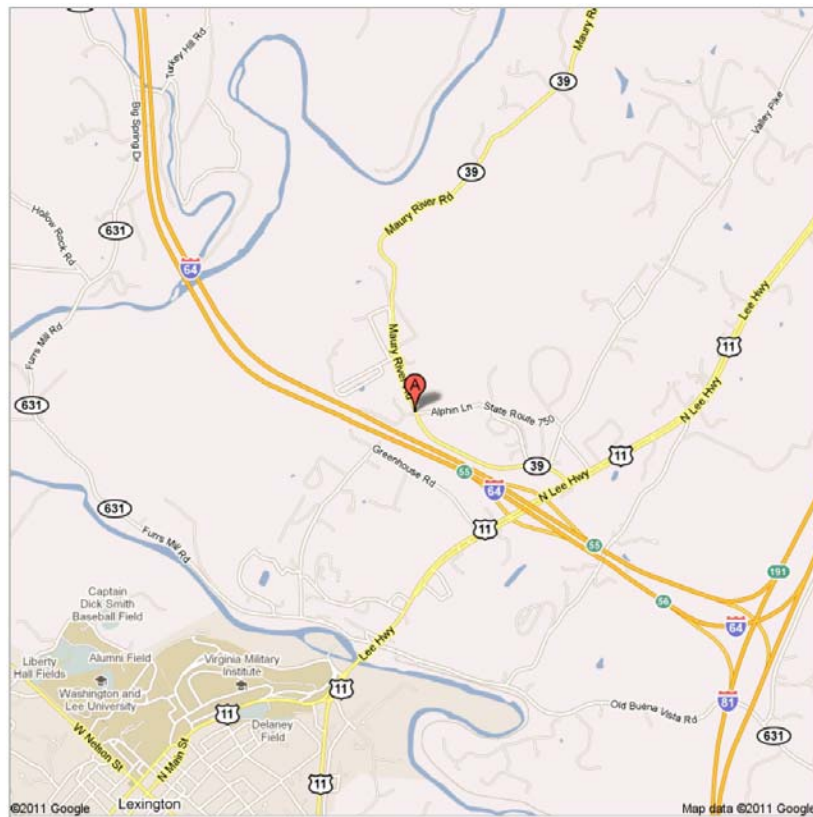 Turkey Hill Rd
Big Spring Dr
Maury Ri
39
Valley Pike
39
Maury River Rd
Hollow Rock Rd
631
64
Lee Hwy
11
Furrs Mill Rd
Maury River Rd
A
631
Alphin Ln
State Route 750
N Lee Hwy
11
Greenhouse Rd
55
39
64
N Lee Hwy
631
11
Furrs Mill Rd
55
191
56
64
Captain
Dick Smith
Baseball Field
Lee Hwy
Liberty
Hall Fields
Alumni Field
Virginia Military
Institute
Washington and
Lee University
11
11
Delaney
Field
81
Old Buena Vista Rd
631
W Nelson St
N Main St
11
Lexington
©2011 Google
Map data ©2011 Google